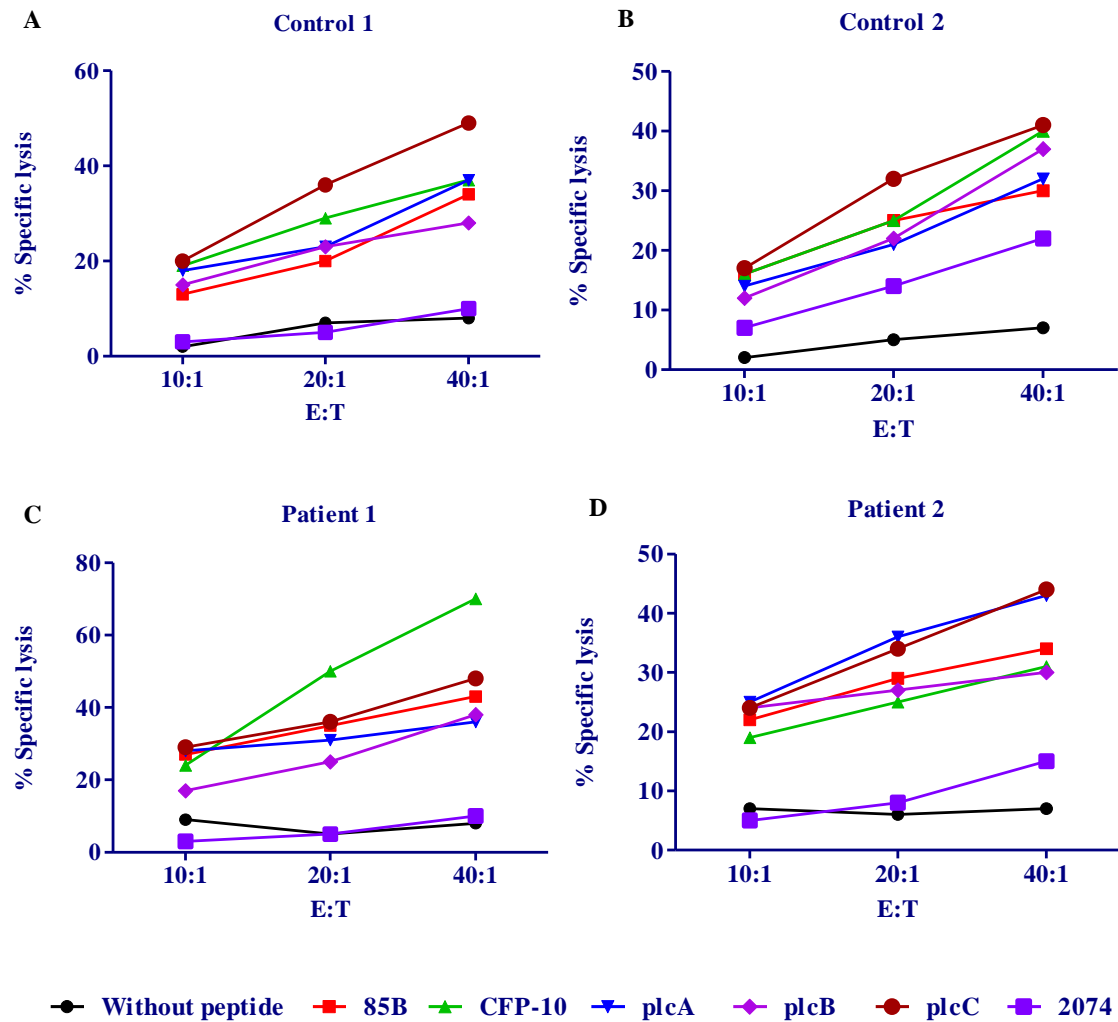 A
Control 1
% Specific lysis
60
40
20
0
10:1 20:1 40:1
E:T
B
Control 2
% Specific lysis
50
40
30
20
10
0
10:1 20:1 40:1
E:T
C
Patient 1
% Specific lysis
80
60
40
20
0
10:1 20:1 40:1
E:T
D
Patient 2
% Specific lysis
50
40
30
20
10
0
10:1 20:1 40:1
E:T
Without peptide 85B CFP-10 plcA plcB plcC 2074